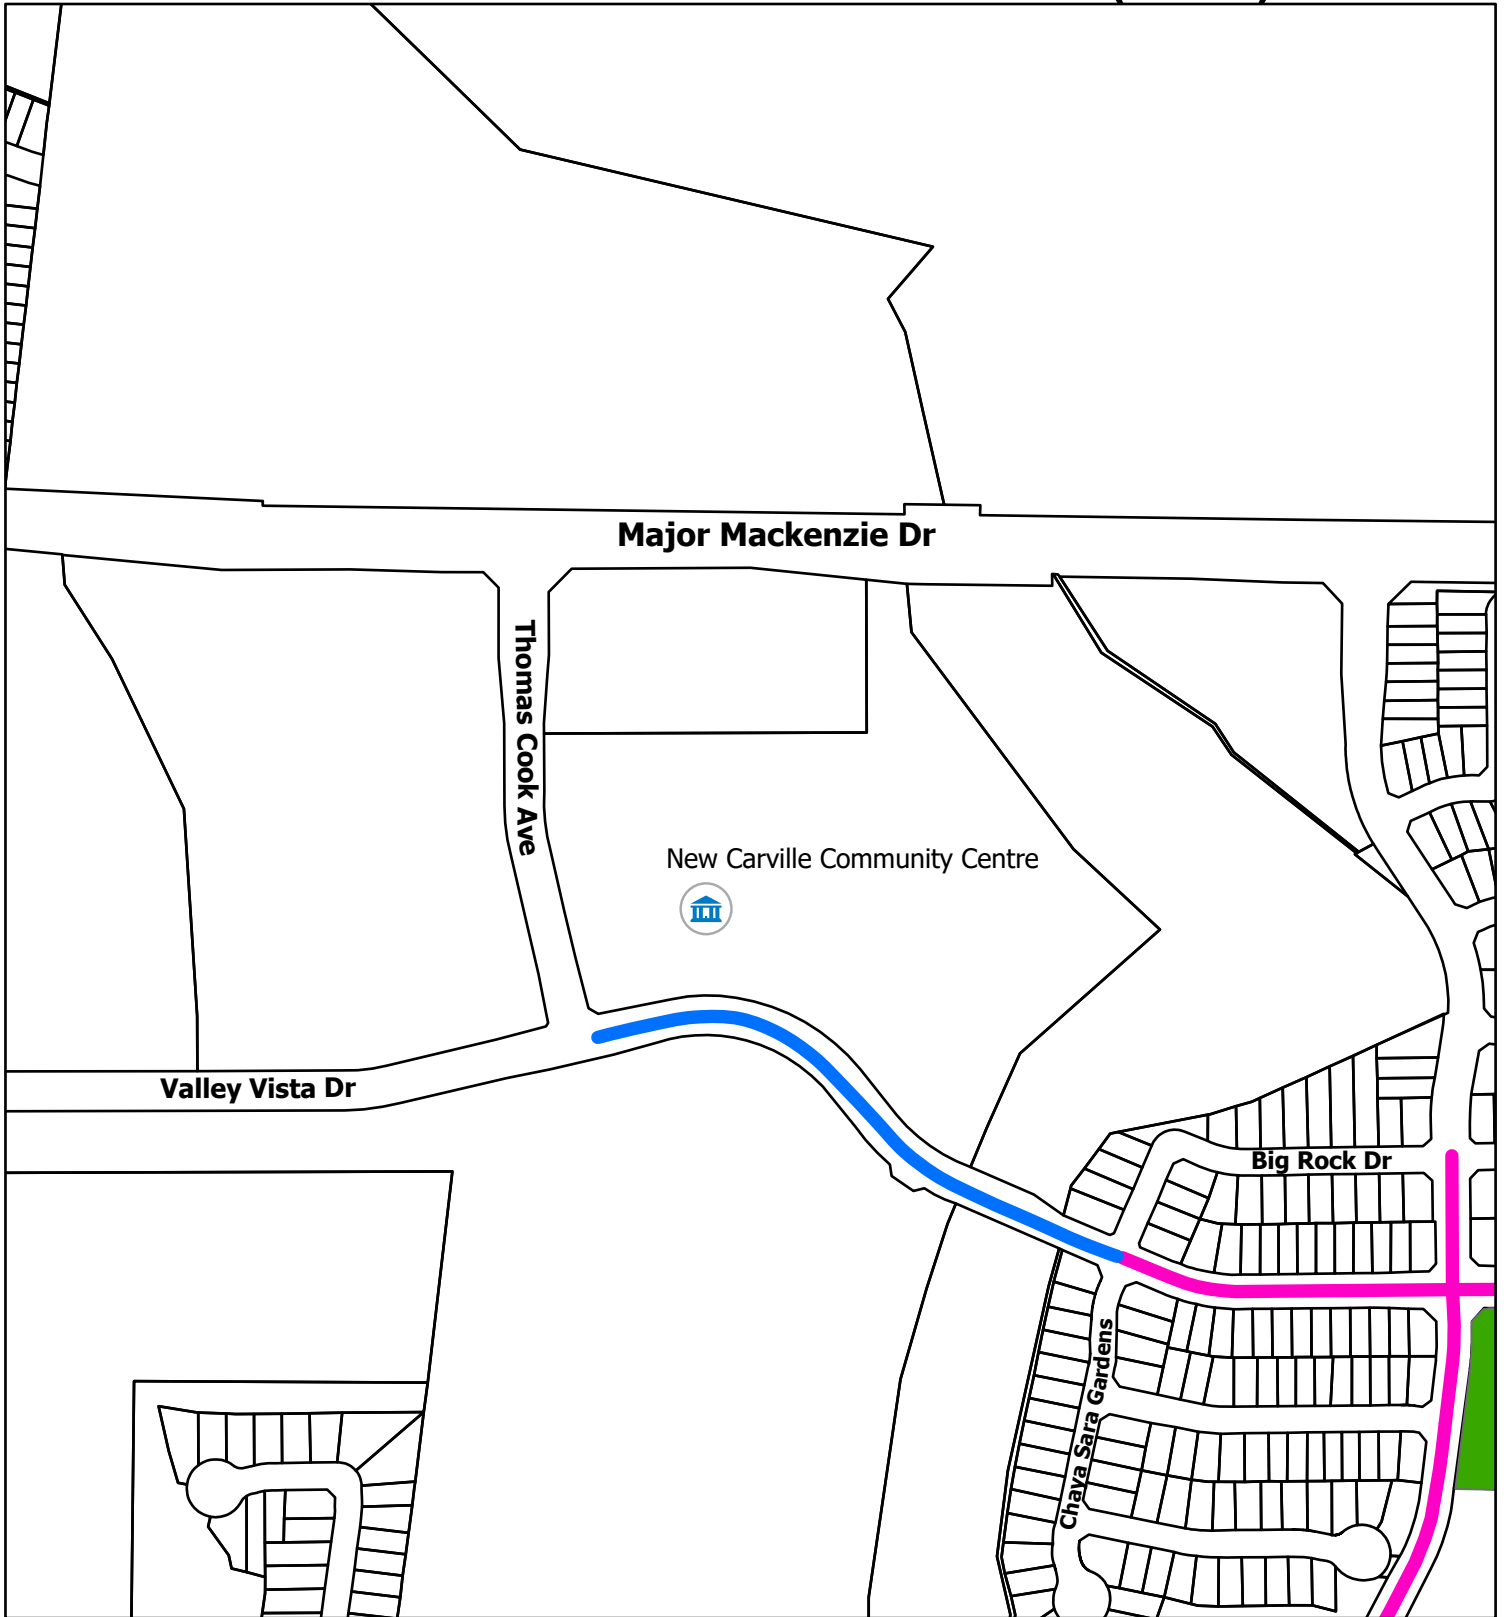 Major Mackenzie Dr
Thomas Cook Ave
New Carville Community Centre
Valley Vista Dr
Big Rock Dr
Chaya Sara Gardens